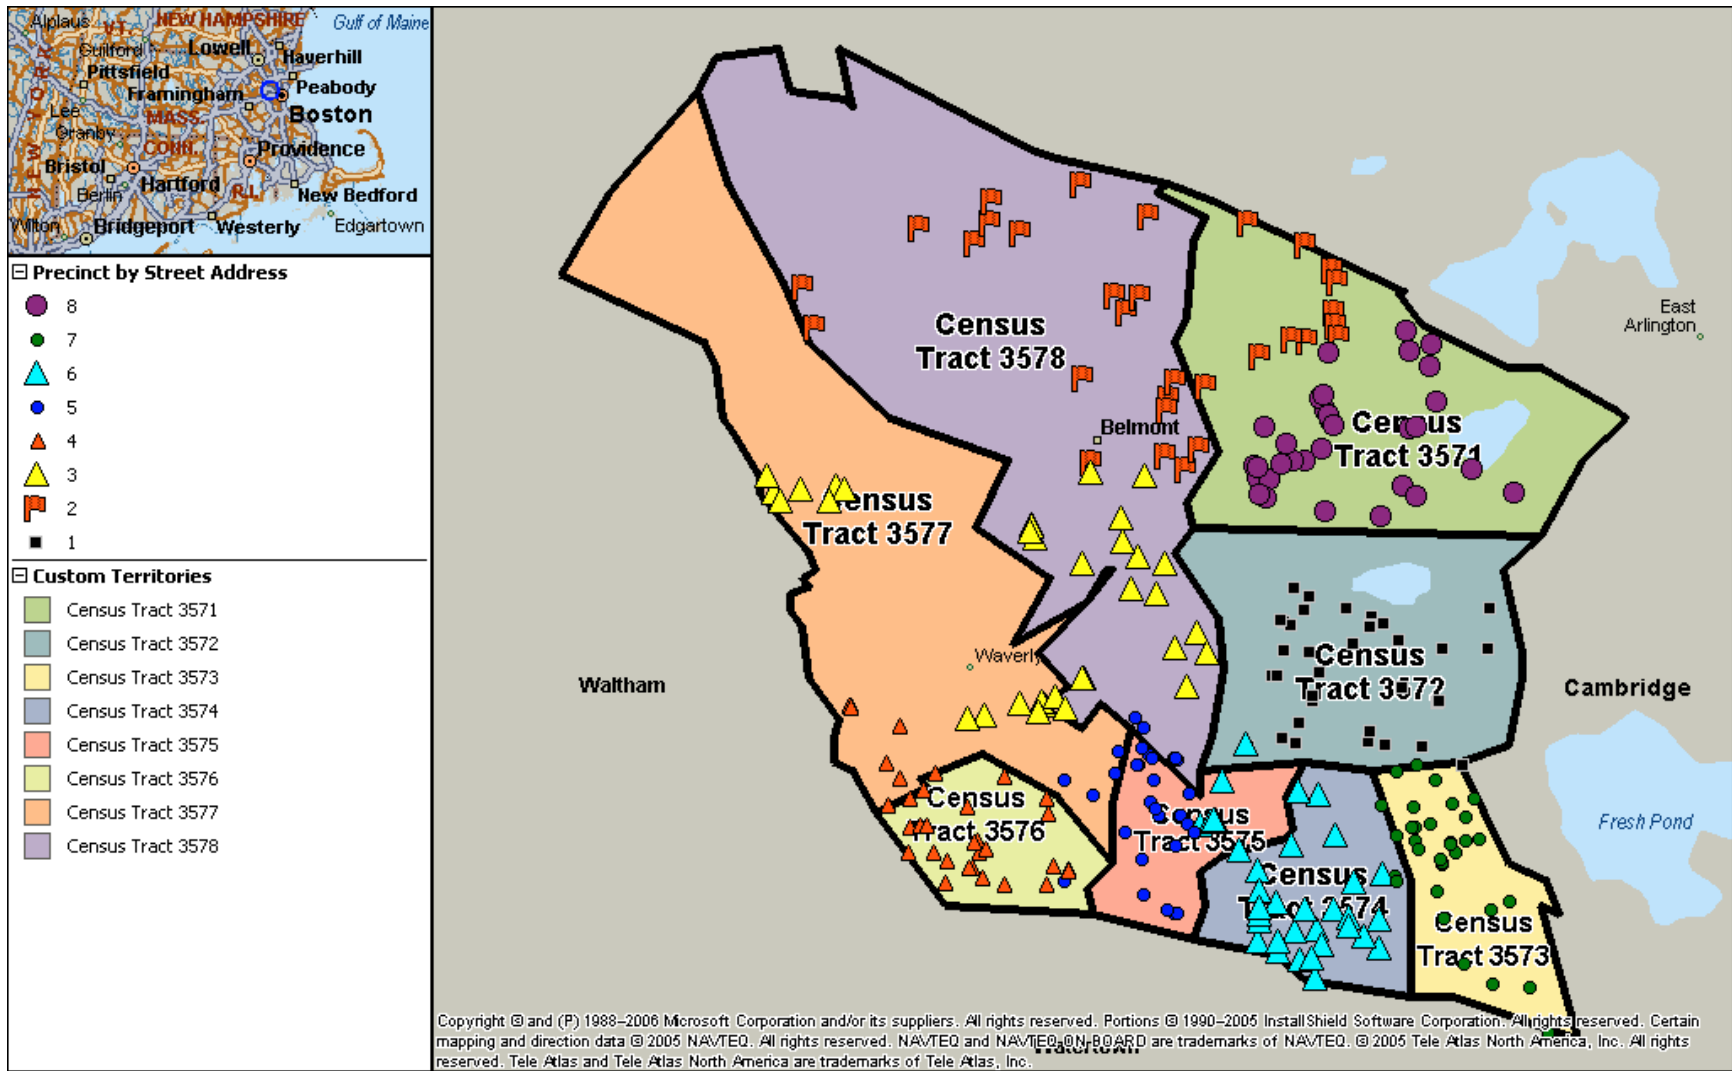 Alplaus
VT.
NEW HAMPSHIRE
Gulf of Maine
Guilford
Lowell
Haverhill
Pittsfield
Peabody
Framingham
Lee
MASS.
Boston
Granby
NEW YORK
CONN.
Providence
Bristol
Hartford
R.I.
Berlin
New Bedford
Wilton
Bridgeport
Westerly
Edgartown
Precinct by Street Address
8
7
6
5
4
3
2
1
Custom Territories
Census Tract 3571
Census Tract 3572
Census Tract 3573
Census Tract 3574
Census Tract 3575
Census Tract 3576
Census Tract 3577
Census Tract 3578
Census
Tract 3578
East
Arlington
Belmont
Census
Tract 3571
Census
Tract 3577
Waverly
Waltham
Census
Tract 3572
Cambridge
Census
Tract 3576
Census
Tract 3575
Fresh Pond
Census
Tract 3574
Census
Tract 3573
Watertown
Copyright © and (P) 1988–2006 Microsoft Corporation and/or its suppliers. All rights reserved. Portions © 1990–2005 InstallShield Software Corporation. All rights reserved. Certain
mapping and direction data © 2005 NAVTEQ. All rights reserved. NAVTEQ and NAVTEQ ON BOARD are trademarks of NAVTEQ. © 2005 Tele Atlas North America, Inc. All rights
reserved. Tele Atlas and Tele Atlas North America are trademarks of Tele Atlas, Inc.